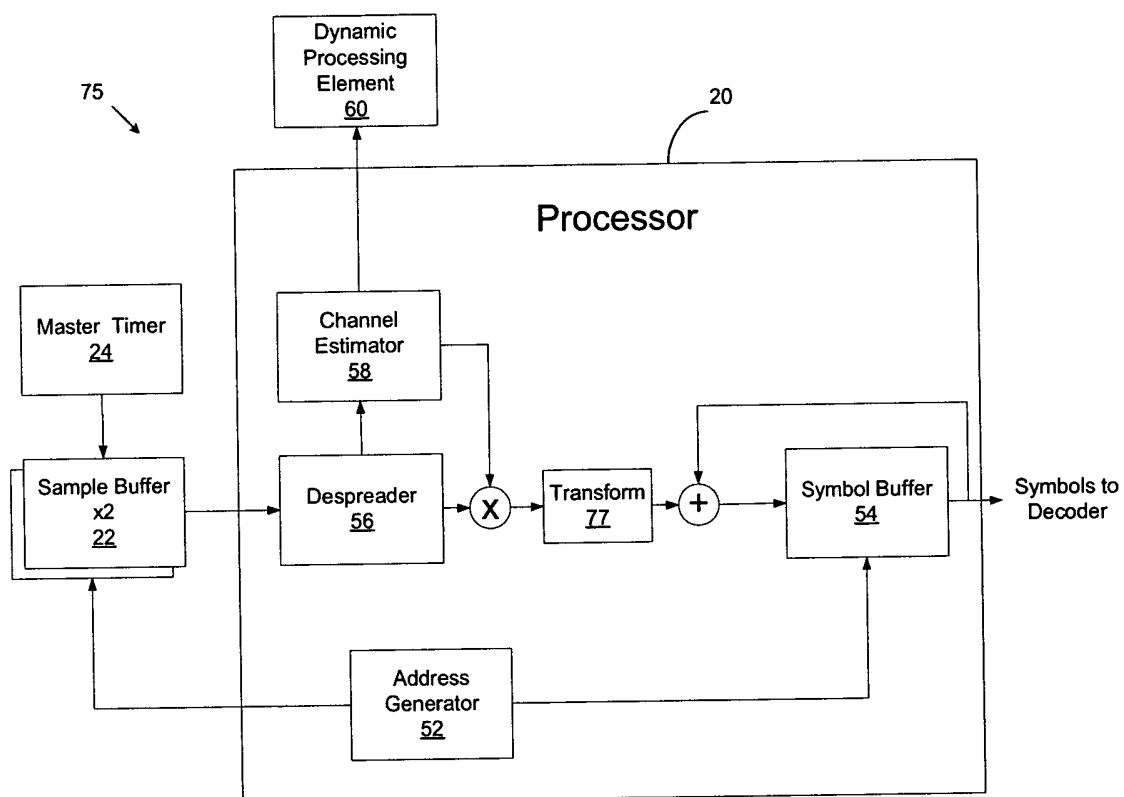 Dynamic
Processing
Element
60
75
20
Processor
Master Timer
24
Channel
Estimator
58
Sample Buffer
x2
22
Despreader
56
X
Transform
77
+
Symbol Buffer
54
Symbols to
Decoder
Address
Generator
52